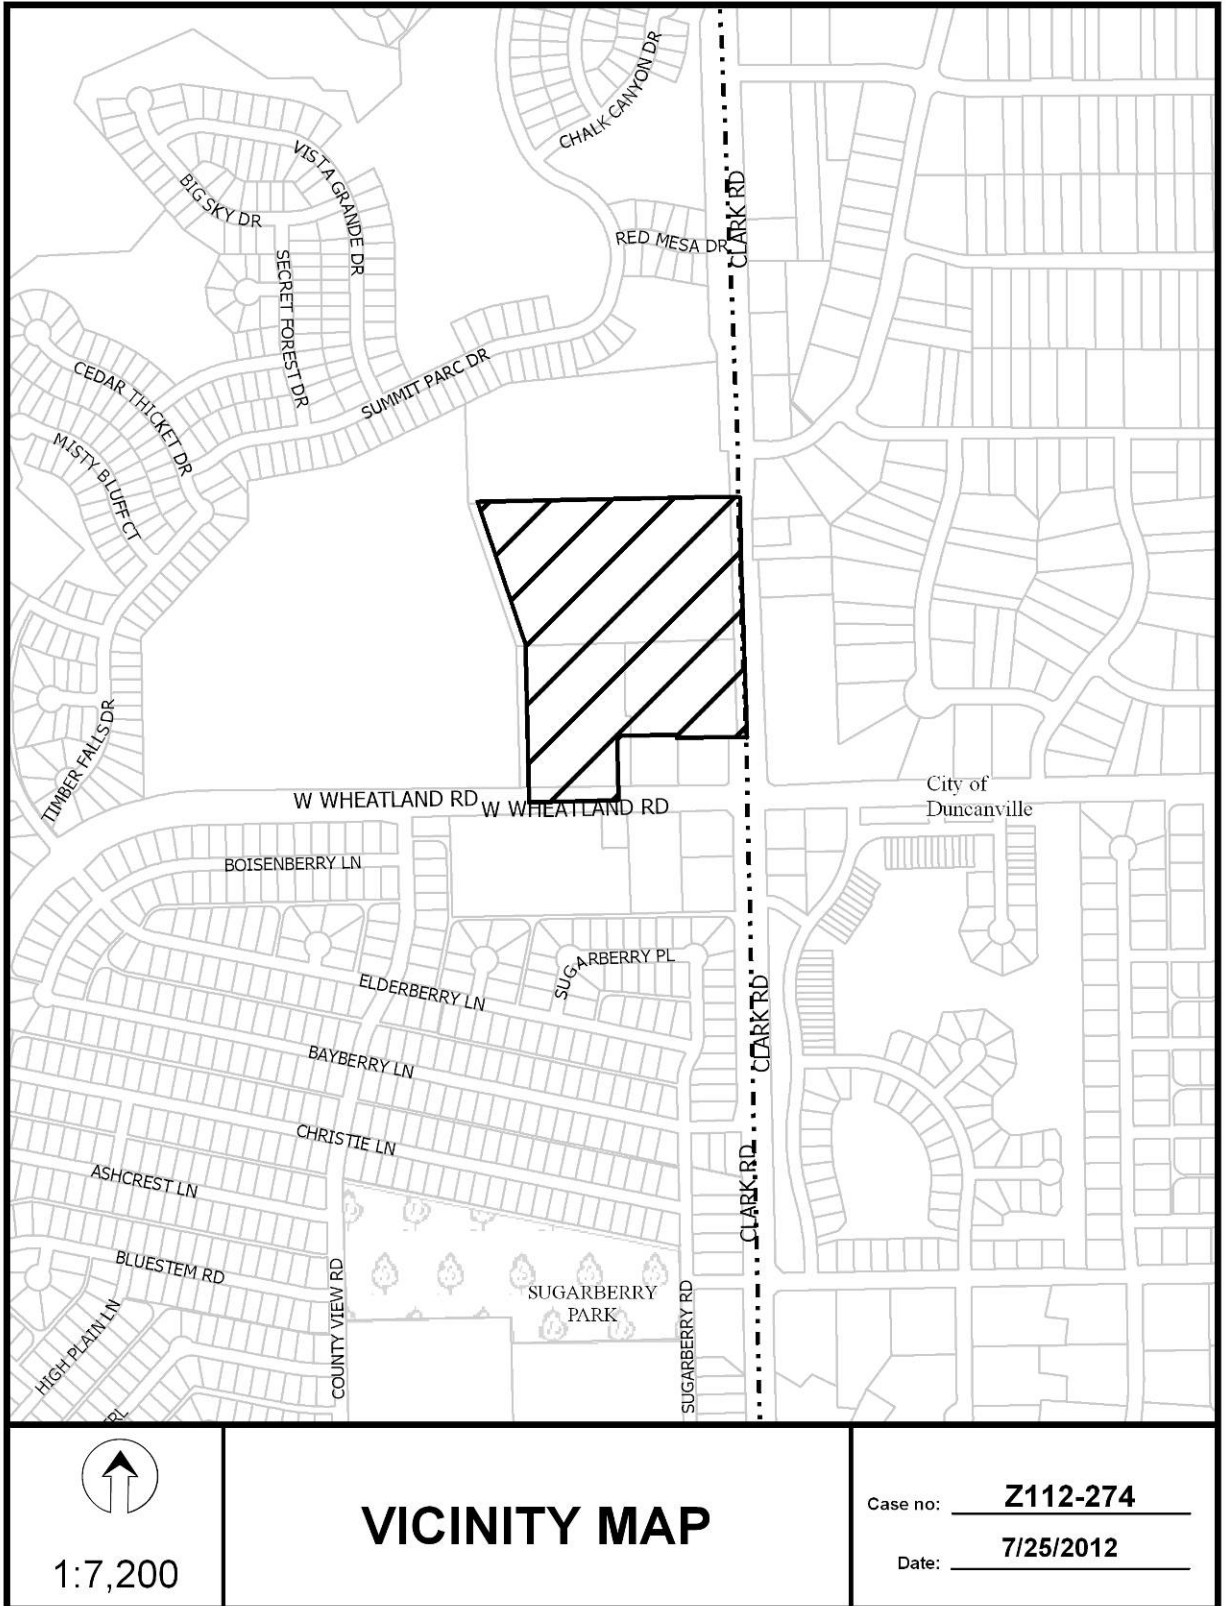 CHALK CANYON DR
VISTA GRANDE DR
BIG SKY DR
CLARK RD
RED MESA DR
SECRET FOREST DR
SUMMIT PARC DR
CEDAR THICKET DR
MISTY BLUFF CT
TIMBER FALLS DR
W WHEATLAND RD
W WHEATLAND RD
City of
Duncanville
BOISENBERRY LN
SUGARBERRY PL
ELDERBERRY LN
CLARK RD
BAYBERRY LN
CHRISTIE LN
CLARK RD
ASHCREST LN
BLUESTEM RD
COUNTY VIEW RD
SUGARBERRY
PARK
SUGARBERRY RD
HIGH PLAIN LN
1:7,200
VICINITY MAP
Case no: Z112-274
Date: 7/25/2012